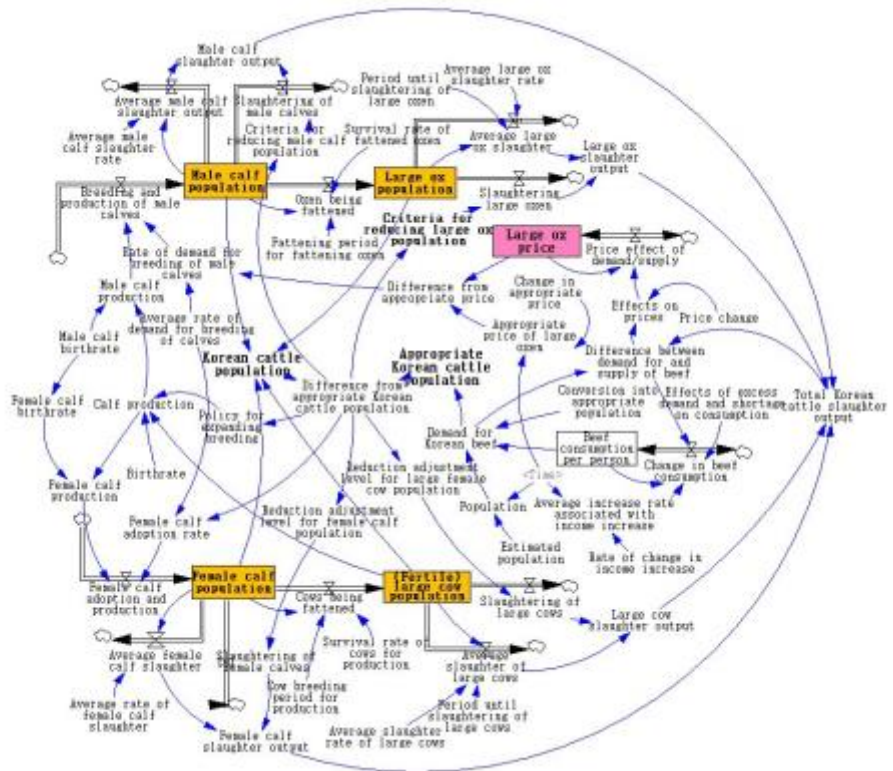 Male calf
slaughter output
Average male calf
slaughter output
Slaughtering of
male calves
Period until
slaughtering of
large oxen
Average large ox
slaughter rate
Average male
calf slaughter
rate
Criteria for
reducing male calf
population
Survival rate of
fattened oxen
Average large
ox slaughter
Large ox
slaughter
output
Male calf
population
Large ox
population
Breeding and
production of male
calves
Oxen being
fattened
Slaughtering
large oxen
Criteria for
reducing large ox
population
Fattening period
for fattening oxen
Large ox
price
Price effect of
demand/supply
Rate of demand for
breeding of male
calves
Male calf
production
Difference from
appropriate price
Change in
appropriate price
Effects on
prices
Price change
Average rate of
demand for breeding
of calves
Male calf
birthrate
Appropriate
price of large
oxen
Korean cattle
population
Appropriate
Korean cattle
population
Difference between
demand for and
supply of beef
Female calf
birthrate
Calf production
Difference from
appropriate Korean
cattle population
Policy for
expanding
breeding
Conversion into
appropriate
population
Effects of excess
demand and shortage
on consumption
Total Korean
cattle slaughter
output
Demand for
Korean beef
Beef
consumption
per person
Change in beef
consumption
Birthrate
Female calf
production
Reduction adjustment
level for large female
cow population
<Time>
Population
Average increase rate
associated with
income increase
Female calf
adoption rate
Reduction adjustment
level for female calf
population
Estimated
population
Rate of change in
income increase
Female calf
population
(Fertile)
large cow
population
Female calf
adoption and
production
Cows being
fattened
Slaughtering of
large cows
Large cow
slaughter output
Average female
calf slaughter
Slaughtering of
female calves
Survival rate of
cows for
production
Average
slaughter of
large cows
Cow breeding
period for
production
Average rate of
female calf
slaughter
Female calf
slaughter output
Average slaughter
rate of large cows
Period until
slaughtering of
large cows